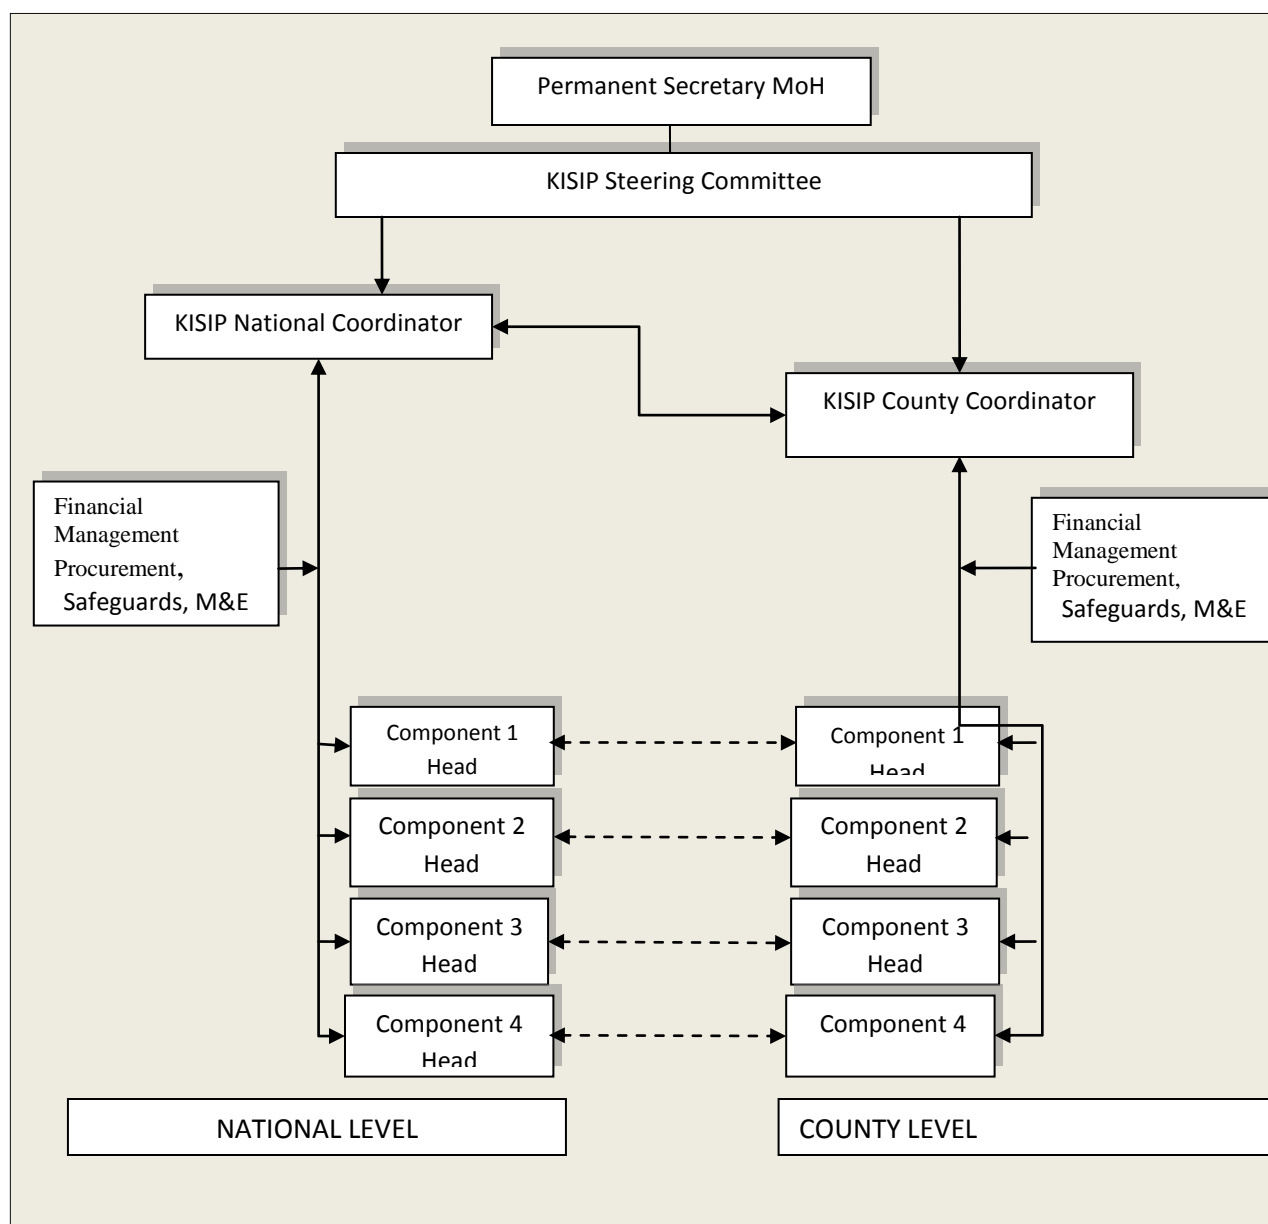 Permanent Secretary MoH
KISIP Steering Committee
KISIP National Coordinator
KISIP County Coordinator
Financial
Management
Procurement,
Safeguards, M&E
Financial
Management
Procurement,
Safeguards, M&E
Component 1
Head
Component 1
Head
Component 2
Head
Component 2
Head
Component 3
Head
Component 3
Head
Component 4
Head
Component 4
NATIONAL LEVEL
COUNTY LEVEL